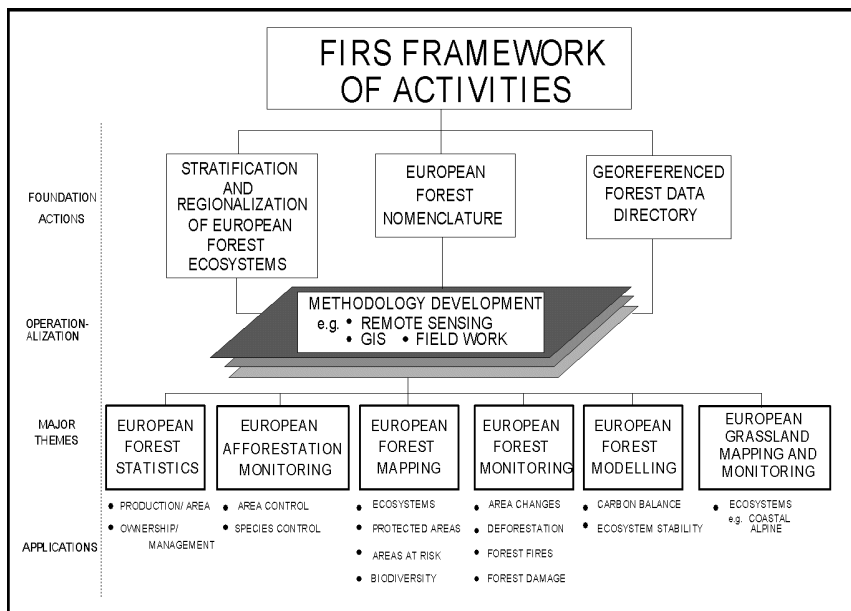 FIRS FRAMEWORK
OF ACTIVITIES
FOUNDATION
ACTIONS
STRATIFICATION
AND
REGIONALIZATION
OF EUROPEAN
FOREST
ECOSYSTEMS
EUROPEAN
FOREST
NOMENCLATURE
GEOREFERENCED
FOREST DATA
DIRECTORY
OPERATION-
ALIZATION
METHODOLOGY DEVELOPMENT
e.g. • REMOTE SENSING
• GIS • FIELD WORK
MAJOR
THEMES
EUROPEAN
FOREST
STATISTICS
EUROPEAN
AFFORESTATION
MONITORING
EUROPEAN
FOREST
MAPPING
EUROPEAN
FOREST
MONITORING
EUROPEAN
FOREST
MODELLING
EUROPEAN
GRASSLAND
MAPPING AND
MONITORING
APPLICATIONS
• PRODUCTION/ AREA
• OWNERSHIP/
MANAGEMENT
• AREA CONTROL
• SPECIES CONTROL
• ECOSYSTEMS
• PROTECTED AREAS
• AREAS AT RISK
• BIODIVERSITY
• AREA CHANGES
• DEFORESTATION
• FOREST FIRES
• FOREST DAMAGE
• CARBON BALANCE
• ECOSYSTEM STABILITY
• ECOSYSTEMS
e.g. COASTAL
ALPINE